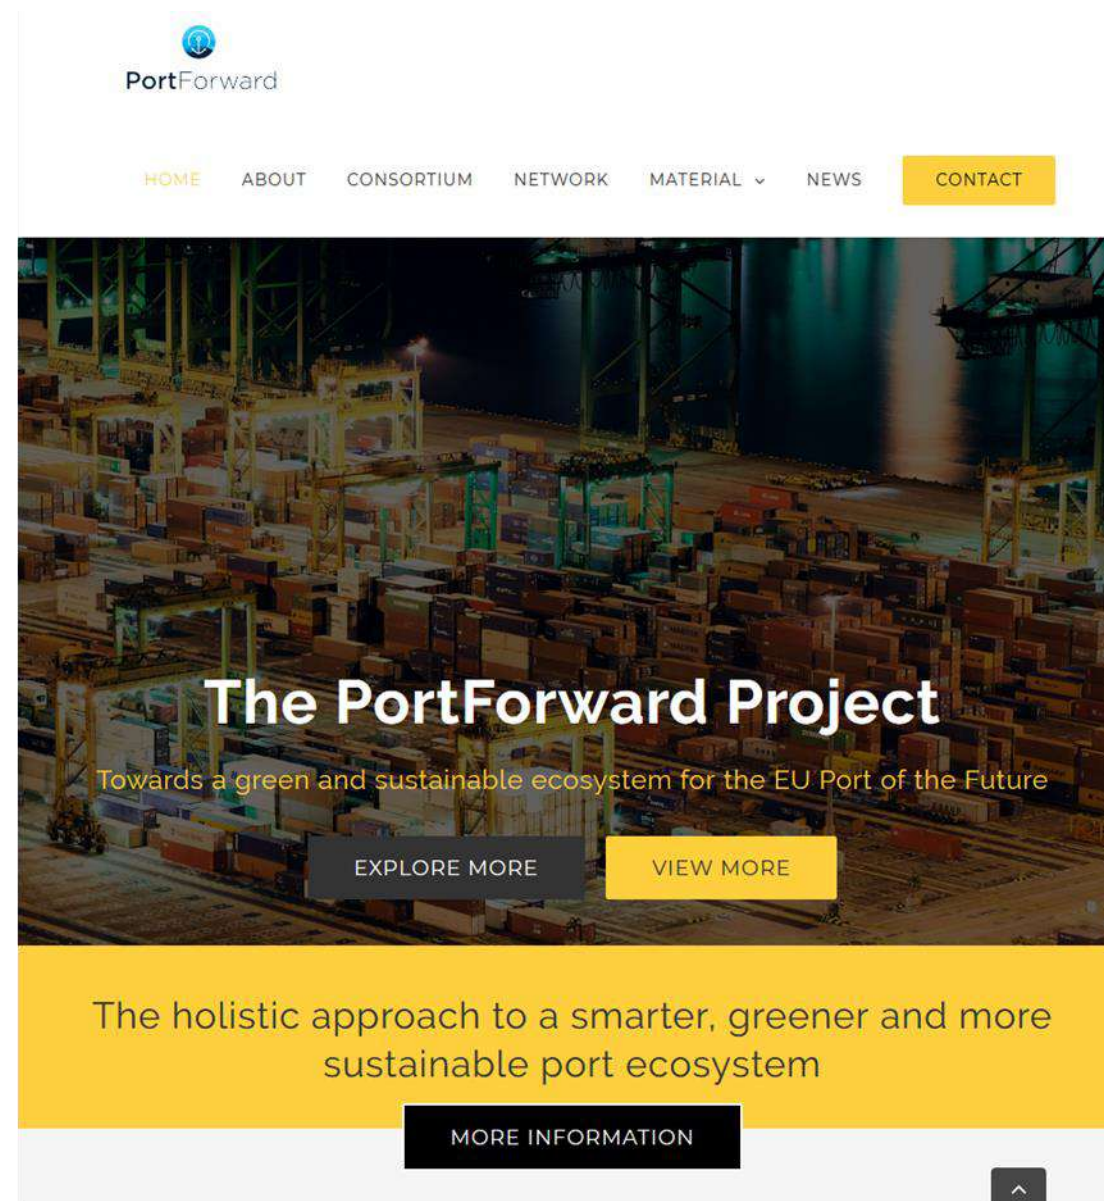 PortForward
HOME ABOUT CONSORTIUM NETWORK MATERIAL NEWS CONTACT
The PortForward Project
Towards a green and sustainable ecosystem for the EU Port of the Future
EXPLORE MORE VIEW MORE
The holistic approach to a smarter, greener and more
sustainable port ecosystem
MORE INFORMATION